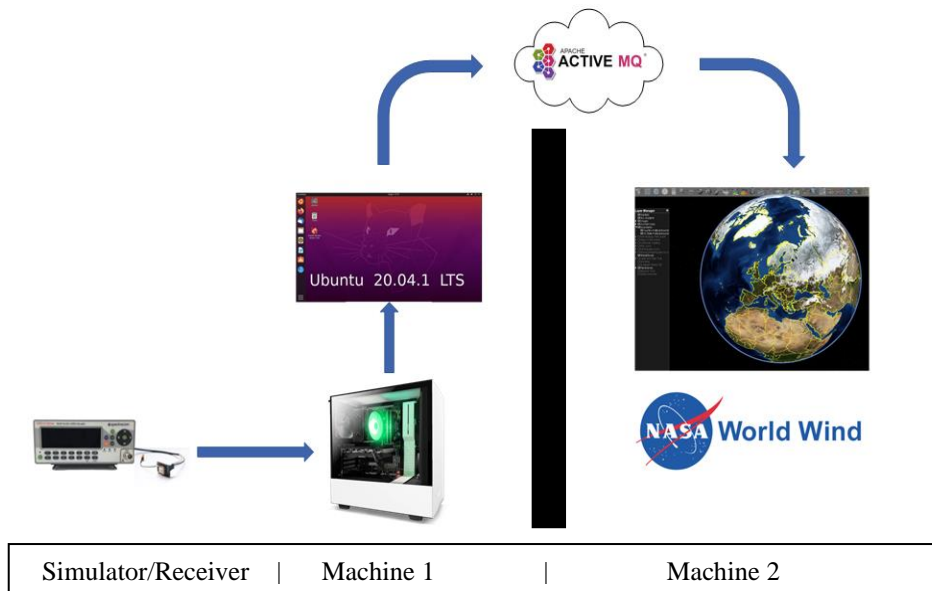 APACHE
ACTIVE MQ
Ubuntu 20.04.1 LTS
NASA World Wind
Simulator/Receiver | Machine 1 | Machine 2